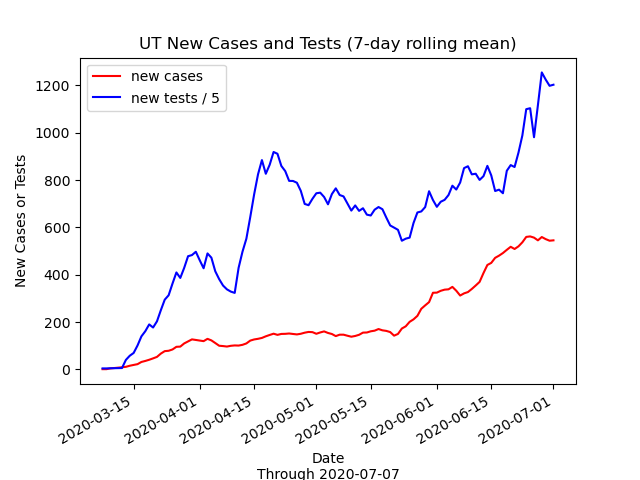 UT New Cases and Tests (7-day rolling mean)
new cases
new tests / 5
New Cases or Tests
1200
1000
800
600
400
200
0
2020-03-15
2020-04-01
2020-04-15
2020-05-01
2020-05-15
2020-06-01
2020-06-15
2020-07-01
Date
Through 2020-07-07